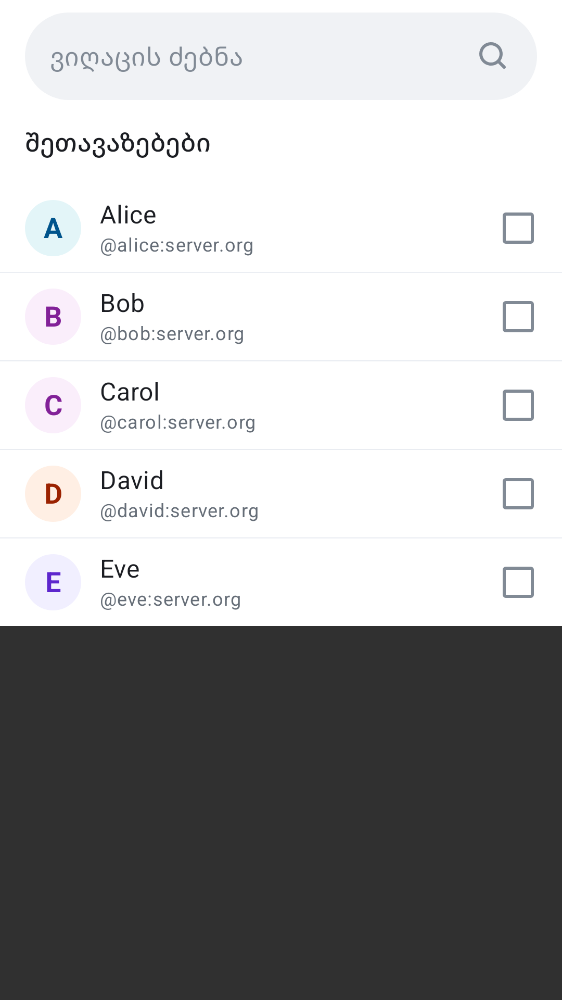 ვიღაცის ძებნა
შეთავაზებები
A
Alice
@alice:server.org
B
Bob
@bob:server.org
C
Carol
@carol:server.org
D
David
@david:server.org
E
Eve
@eve:server.org